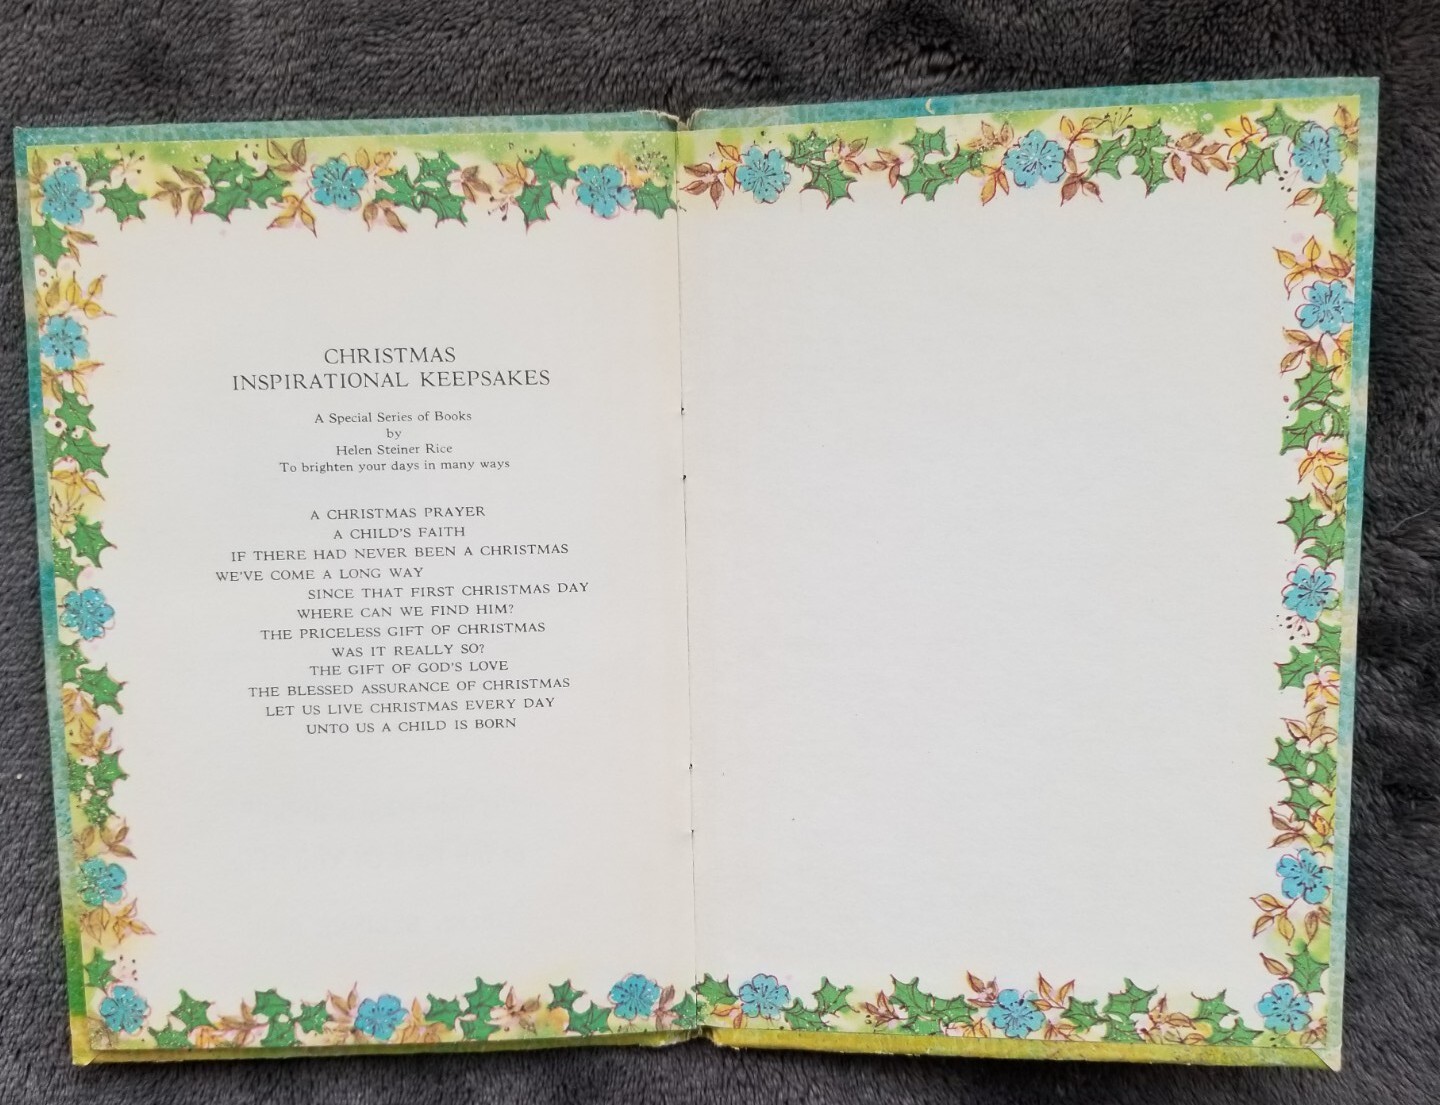 CHRISTMAS
INSPIRATIONAL KEEPSAKES
A Special Series of Books
by
Helen Steiner Rice
To brighten your days in many ways
A CHRISTMAS PRAYER
A CHILD'S FAITH
IF THERE HAD NEVER BEEN A CHRISTMAS
WE'VE COME A LONG WAY
SINCE THAT FIRST CHRISTMAS DAY
WHERE CAN WE FIND HIM?
THE PRICELESS GIFT OF CHRISTMAS
WAS IT REALLY SO?
THE GIFT OF GOD'S LOVE
THE BLESSED ASSURANCE OF CHRISTMAS
LET US LIVE CHRISTMAS EVERY DAY
UNTO US A CHILD IS BORN